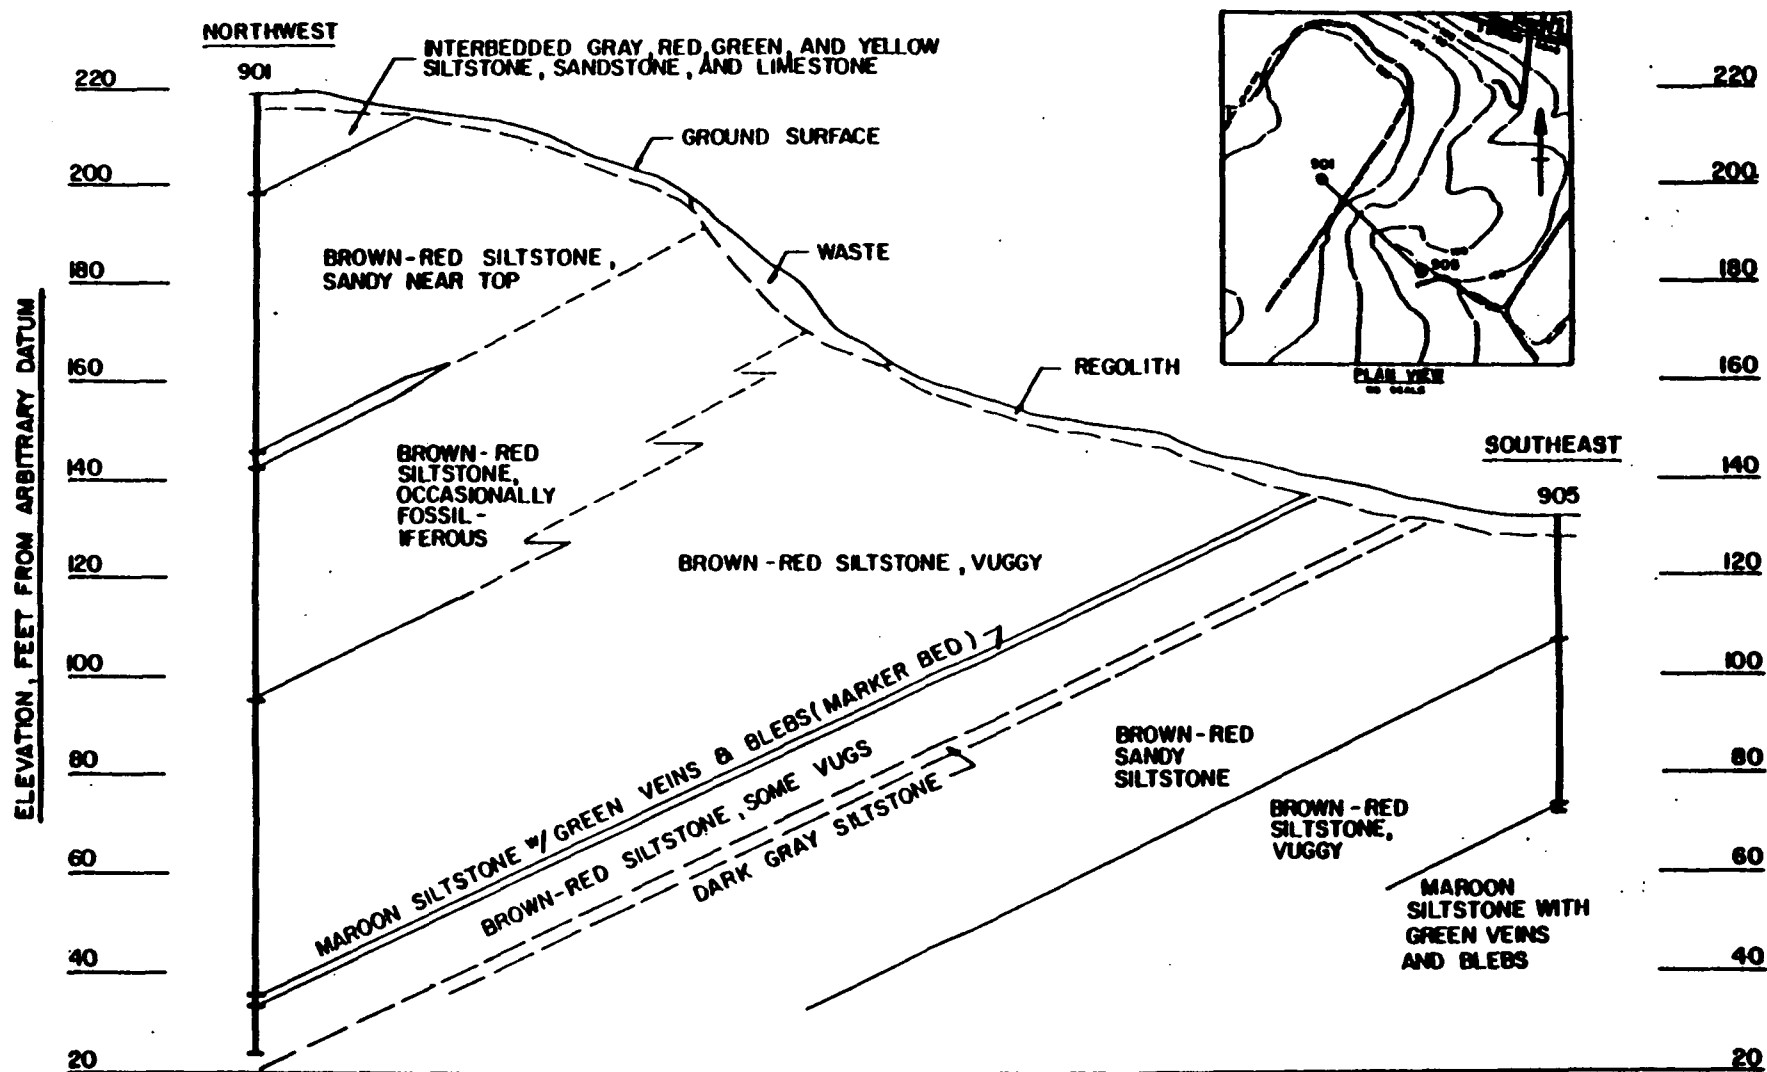 NORTHWEST
901
INTERBEDDED GRAY, RED, GREEN, AND YELLOW
SILTSTONE, SANDSTONE, AND LIMESTONE
GROUND SURFACE
WASTE
REGOLITH
BROWN-RED SILTSTONE,
SANDY NEAR TOP
BROWN-RED
SILTSTONE,
OCCASIONALLY
FOSSIL-
IFEROUS
BROWN-RED SILTSTONE, VUGGY
MAROON SILTSTONE W/ GREEN VEINS & BLEBS (MARKER BED)
BROWN-RED SILTSTONE, SOME VUGS
DARK GRAY SILTSTONE
BROWN-RED
SANDY
SILTSTONE
BROWN-RED
SILTSTONE,
VUGGY
MAROON
SILTSTONE WITH
GREEN VEINS
AND BLEBS
SOUTHEAST
905
901
905
PLAN VIEW
NO SCALE
ELEVATION, FEET FROM ARBITRARY DATUM
220
200
180
160
140
120
100
80
60
40
20
220
200
180
160
140
120
100
80
60
40
20